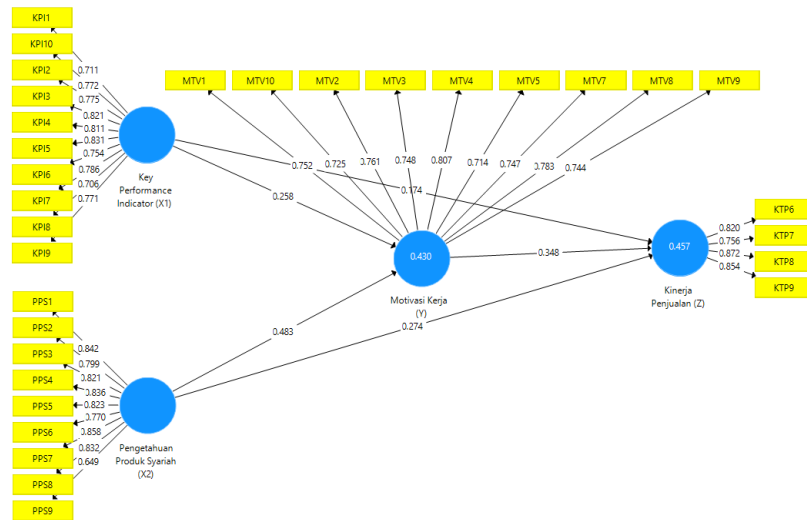 KPI1
KPI10
KPI2
KPI3
KPI4
KPI5
KPI6
KPI7
KPI8
KPI9
0.711
0.772
0.775
0.821
0.811
0.831
0.754
0.786
0.706
0.771
Key
Performance
Indicator (X1)
MTV1 MTV10 MTV2 MTV3 MTV4 MTV5 MTV7 MTV8 MTV9
0.752 0.725 0.761 0.748 0.807 0.714 0.747 0.783 0.744
0.174
0.258
0.430
Motivasi Kerja
(Y)
0.348
0.457
Kinerja
Penjualan (Z)
0.820
0.756
0.872
0.854
KTP6
KTP7
KTP8
KTP9
0.483
0.274
PPS1
PPS2
PPS3
PPS4
PPS5
PPS6
PPS7
PPS8
PPS9
0.842
0.799
0.821
0.836
0.823
0.770
0.858
0.832
0.649
Pengetahuan
Produk Syariah
(X2)